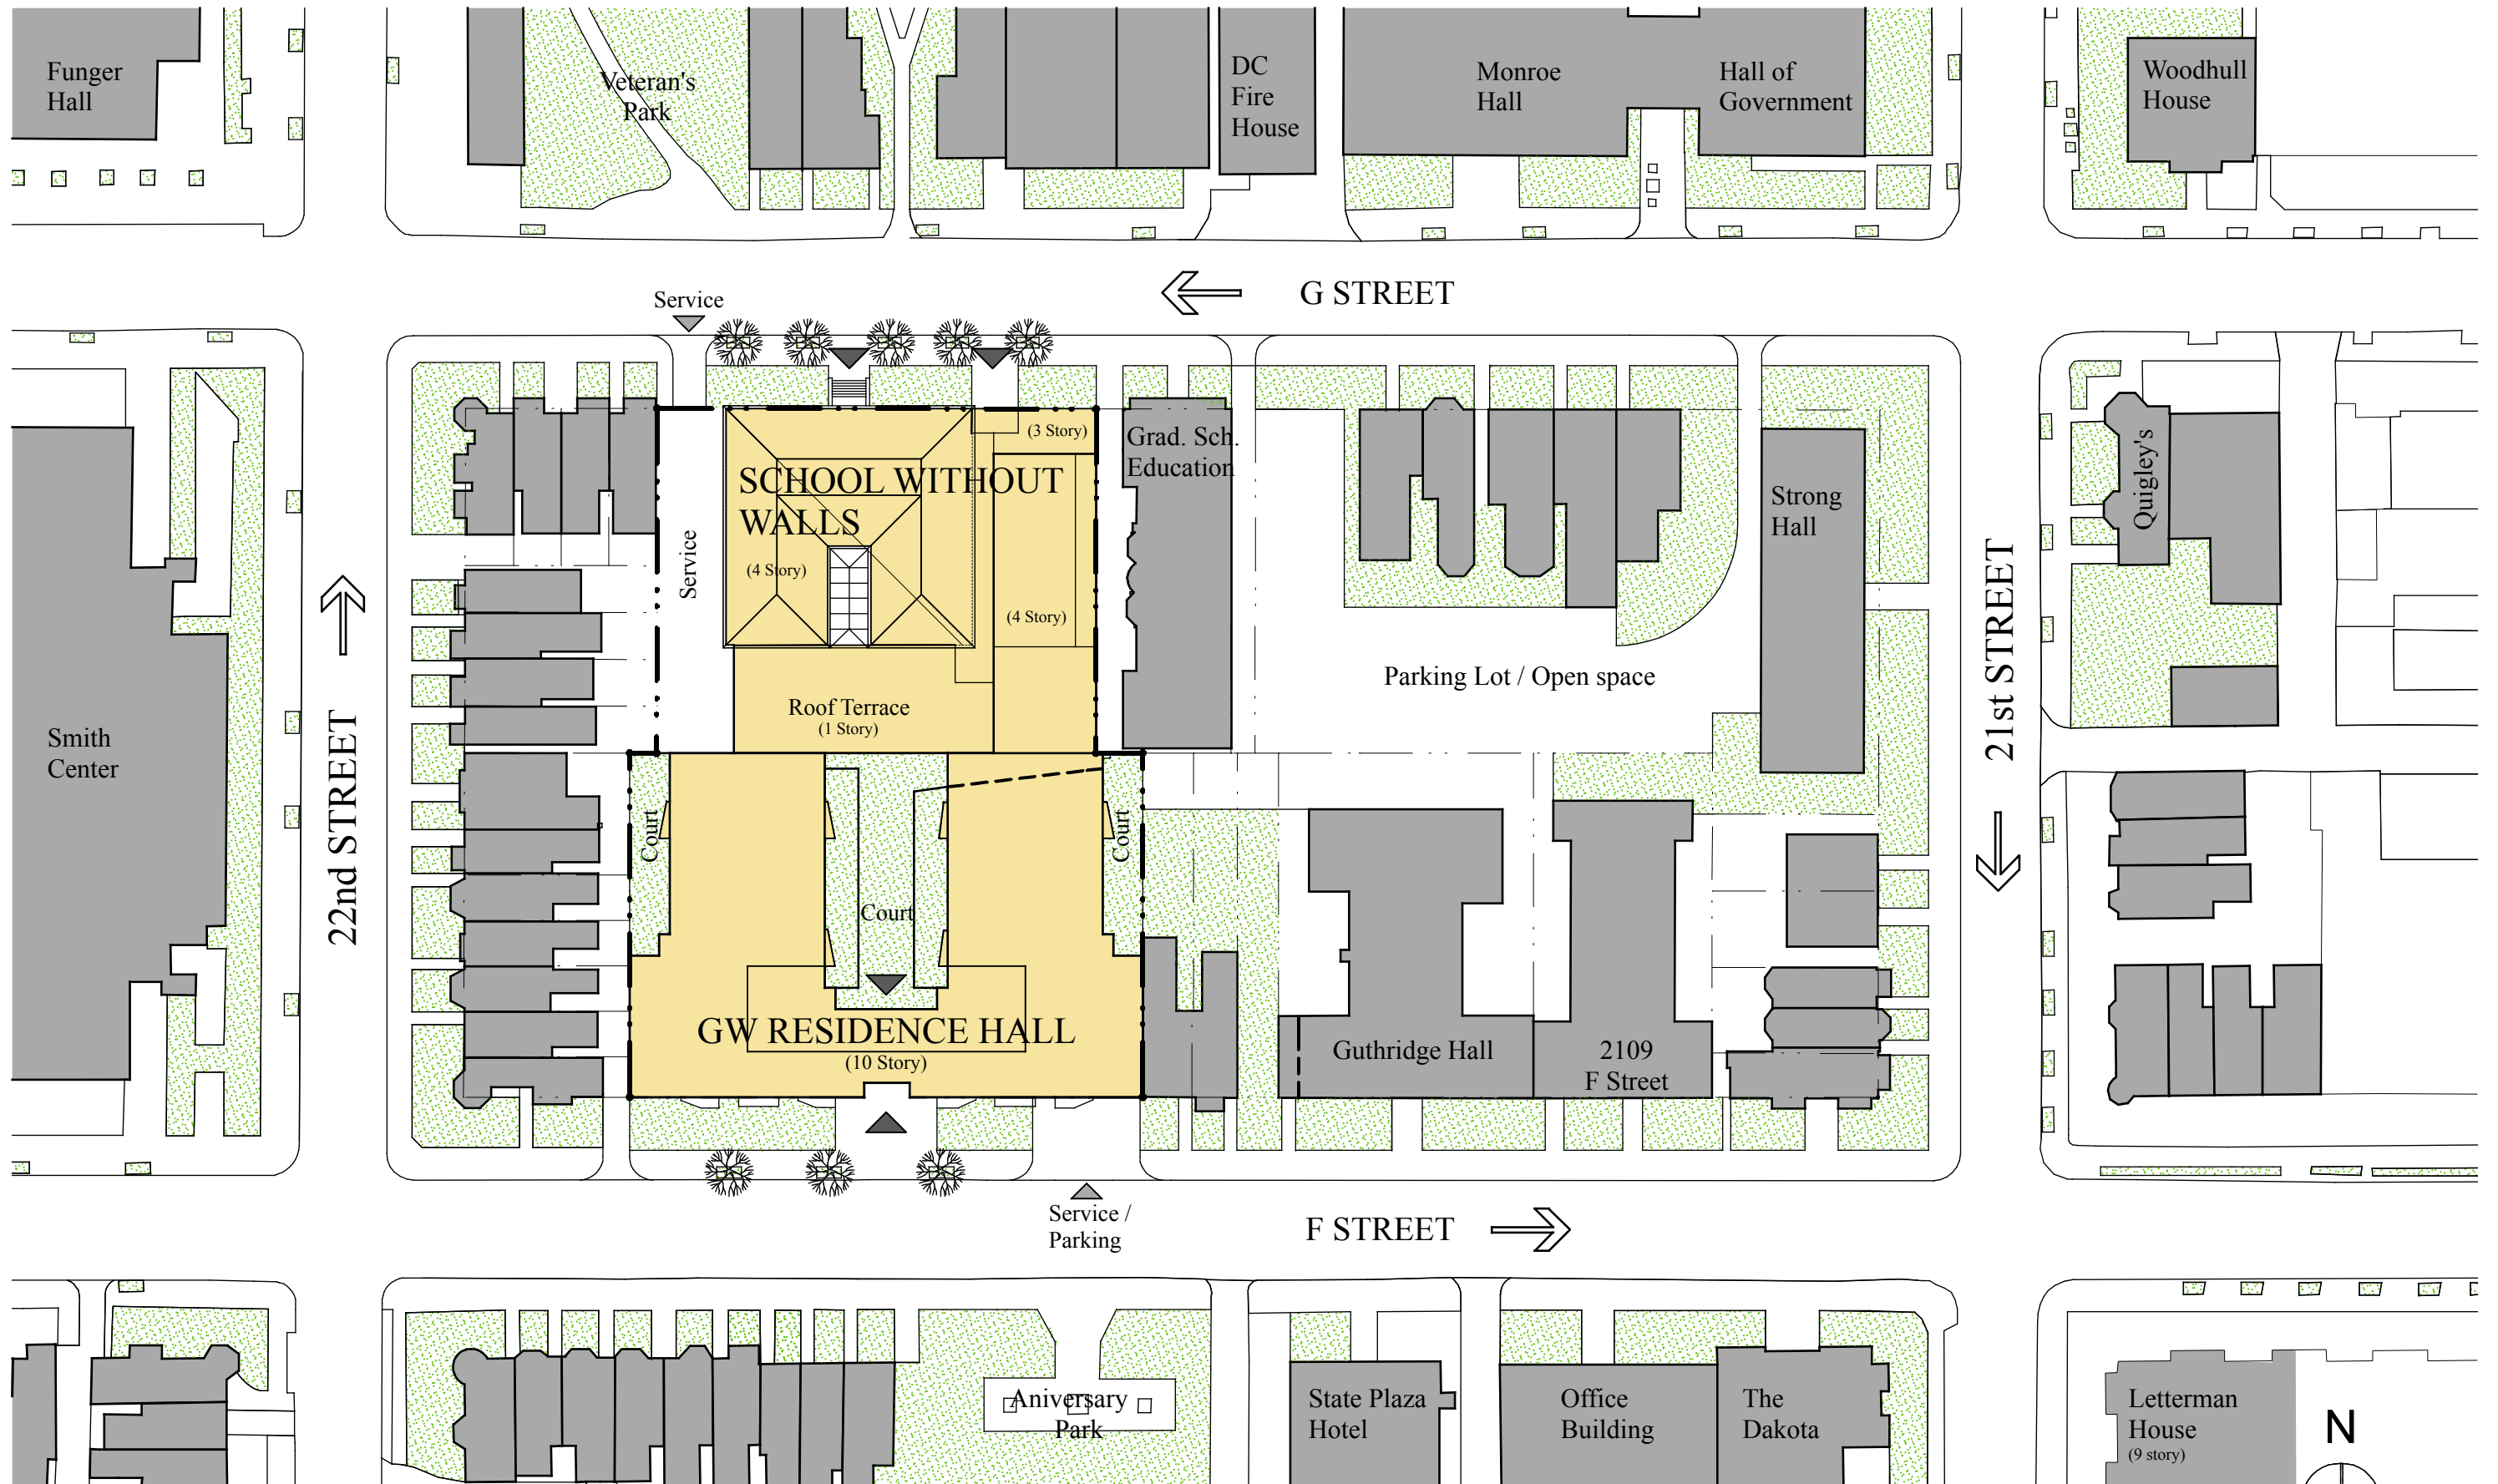 Funger
Hall
Veteran's
Park
DC
Fire
House
Monroe
Hall
Hall of
Government
Woodhull
House
Service
G STREET
SCHOOL WITHOUT
WALLS
(3 Story)
(4 Story)
(4 Story)
Service
Roof Terrace
(1 Story)
Grad. Sch.
Education
Strong
Hall
Quigley's
Parking Lot / Open space
21st STREET
22nd STREET
Smith
Center
Court
Court
Court
GW RESIDENCE HALL
(10 Story)
Guthridge Hall
2109
F Street
Service /
Parking
F STREET
Aniversary
Park
State Plaza
Hotel
Office
Building
The
Dakota
Letterman
House
(9 story)
N